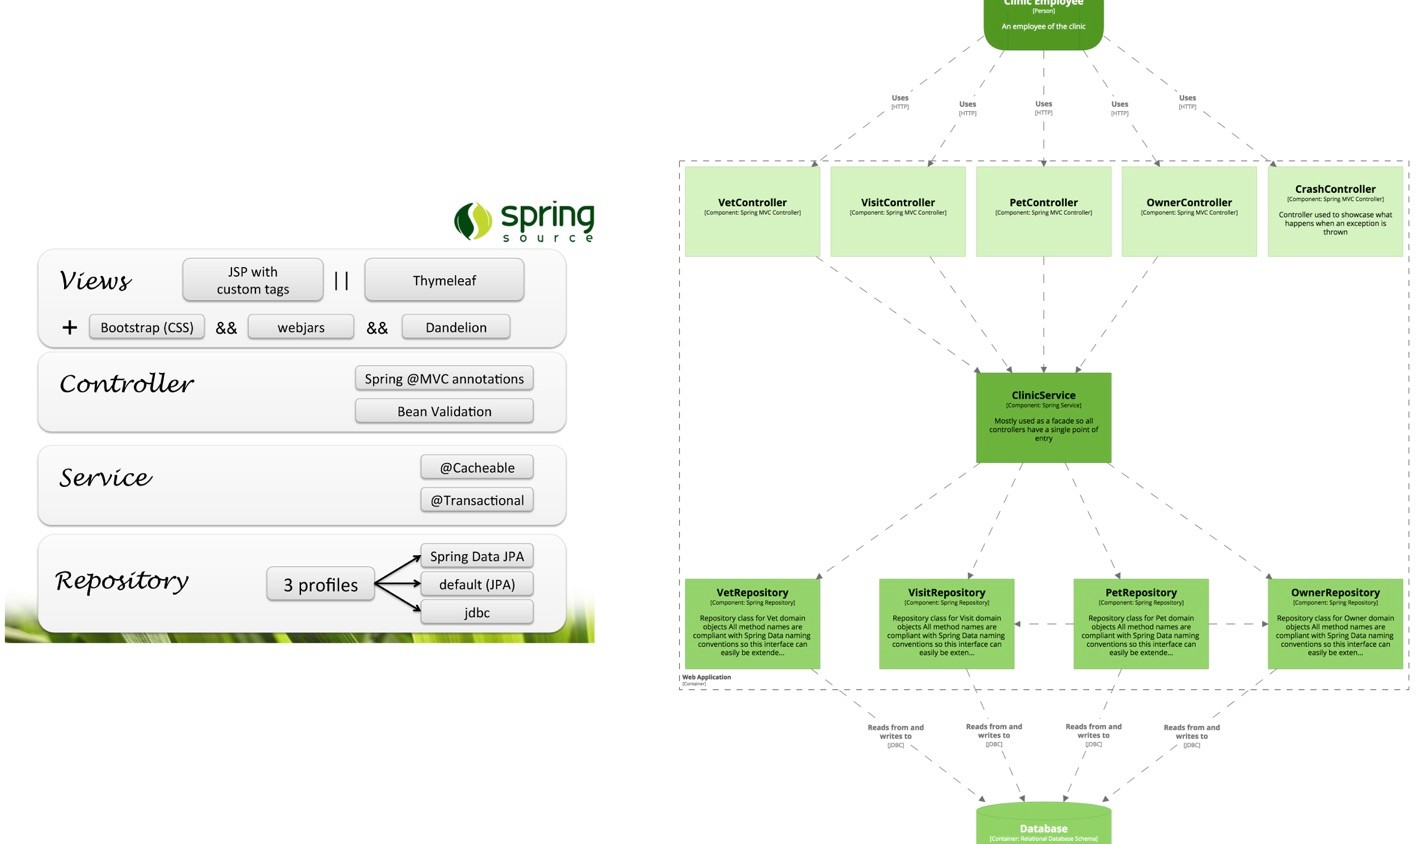 spring
source
Views
JSP with
custom tags
||
Thymeleaf
+
Bootstrap (CSS)
&&
webjars
&&
Dandelion
Controller
Spring @MVC annotations
Bean Validation
Service
@Cacheable
@Transactional
Repository
3 profiles
Spring Data JPA
default (JPA)
jdbc
Clinic Employee
[Person]
An employee of the clinic
Uses
[HTTP]
Uses
[HTTP]
Uses
[HTTP]
Uses
[HTTP]
Uses
[HTTP]
VetController
[Component: Spring MVC Controller]
VisitController
[Component: Spring MVC Controller]
PetController
[Component: Spring MVC Controller]
OwnerController
[Component: Spring MVC Controller]
CrashController
[Component: Spring MVC Controller]
Controller used to showcase what
happens when an exception is
thrown
ClinicService
[Component: Spring Service]
Mostly used as a facade so all
controllers have a single point of
entry
VetRepository
[Component: Spring Repository]
Repository class for Vet domain
objects All method names are
compliant with Spring Data naming
conventions so this interface can
easily be extende...
VisitRepository
[Component: Spring Repository]
Repository class for Visit domain
objects All method names are
compliant with Spring Data naming
conventions so this interface can
easily be exten...
PetRepository
[Component: Spring Repository]
Repository class for Pet domain
objects All method names are
compliant with Spring Data naming
conventions so this interface can
easily be extende...
OwnerRepository
[Component: Spring Repository]
Repository class for Owner domain
objects All method names are
compliant with Spring Data naming
conventions so this interface can
easily be exten...
Web Application
[Container]
Reads from and
writes to
[JDBC]
Reads from and
writes to
[JDBC]
Reads from and
writes to
[JDBC]
Reads from and
writes to
[JDBC]
Database
[Container: Relational Database Schema]